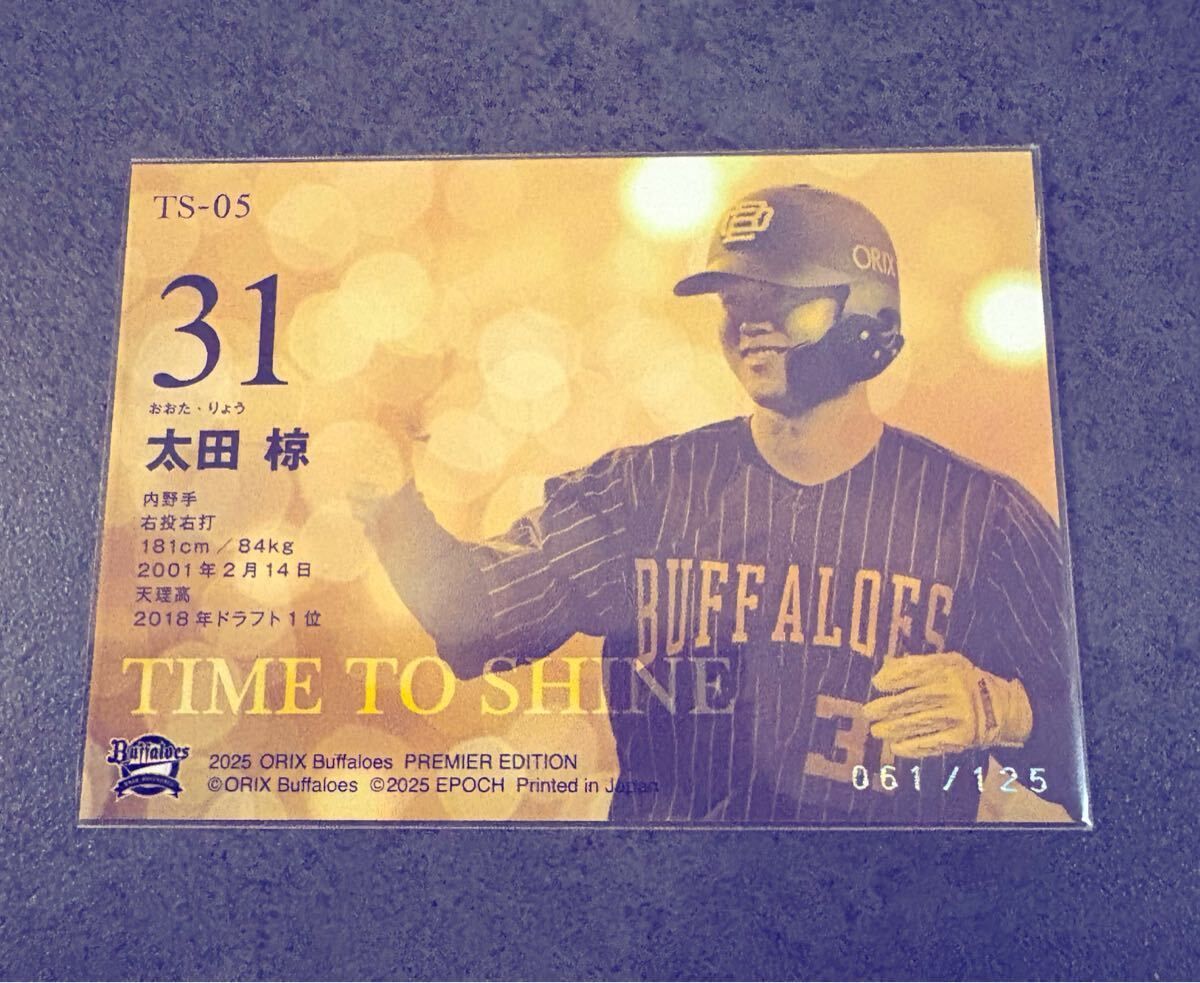 TS-05
31
おおた・りょう
太田 椋
内野手
右投右打
181cm／84kg
2001年2月14日
天理高
2018年ドラフト1位
TIME TO SHINE
Buffaloes
2025 ORIX Buffaloes PREMIER EDITION
©ORIX Buffaloes ©2025 EPOCH Printed in Japan
061/125
ORIX
BUFFALOES
31